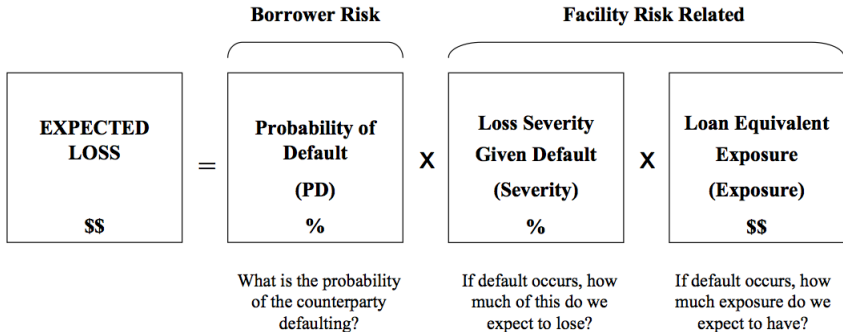 Borrower Risk
Facility Risk Related
EXPECTED
LOSS
$$
=
Probability of
Default
(PD)
%
X
Loss Severity
Given Default
(Severity)
%
X
Loan Equivalent
Exposure
(Exposure)
$$
What is the probability
of the counterparty
defaulting?
If default occurs, how
much of this do we
expect to lose?
If default occurs, how
much exposure do we
expect to have?